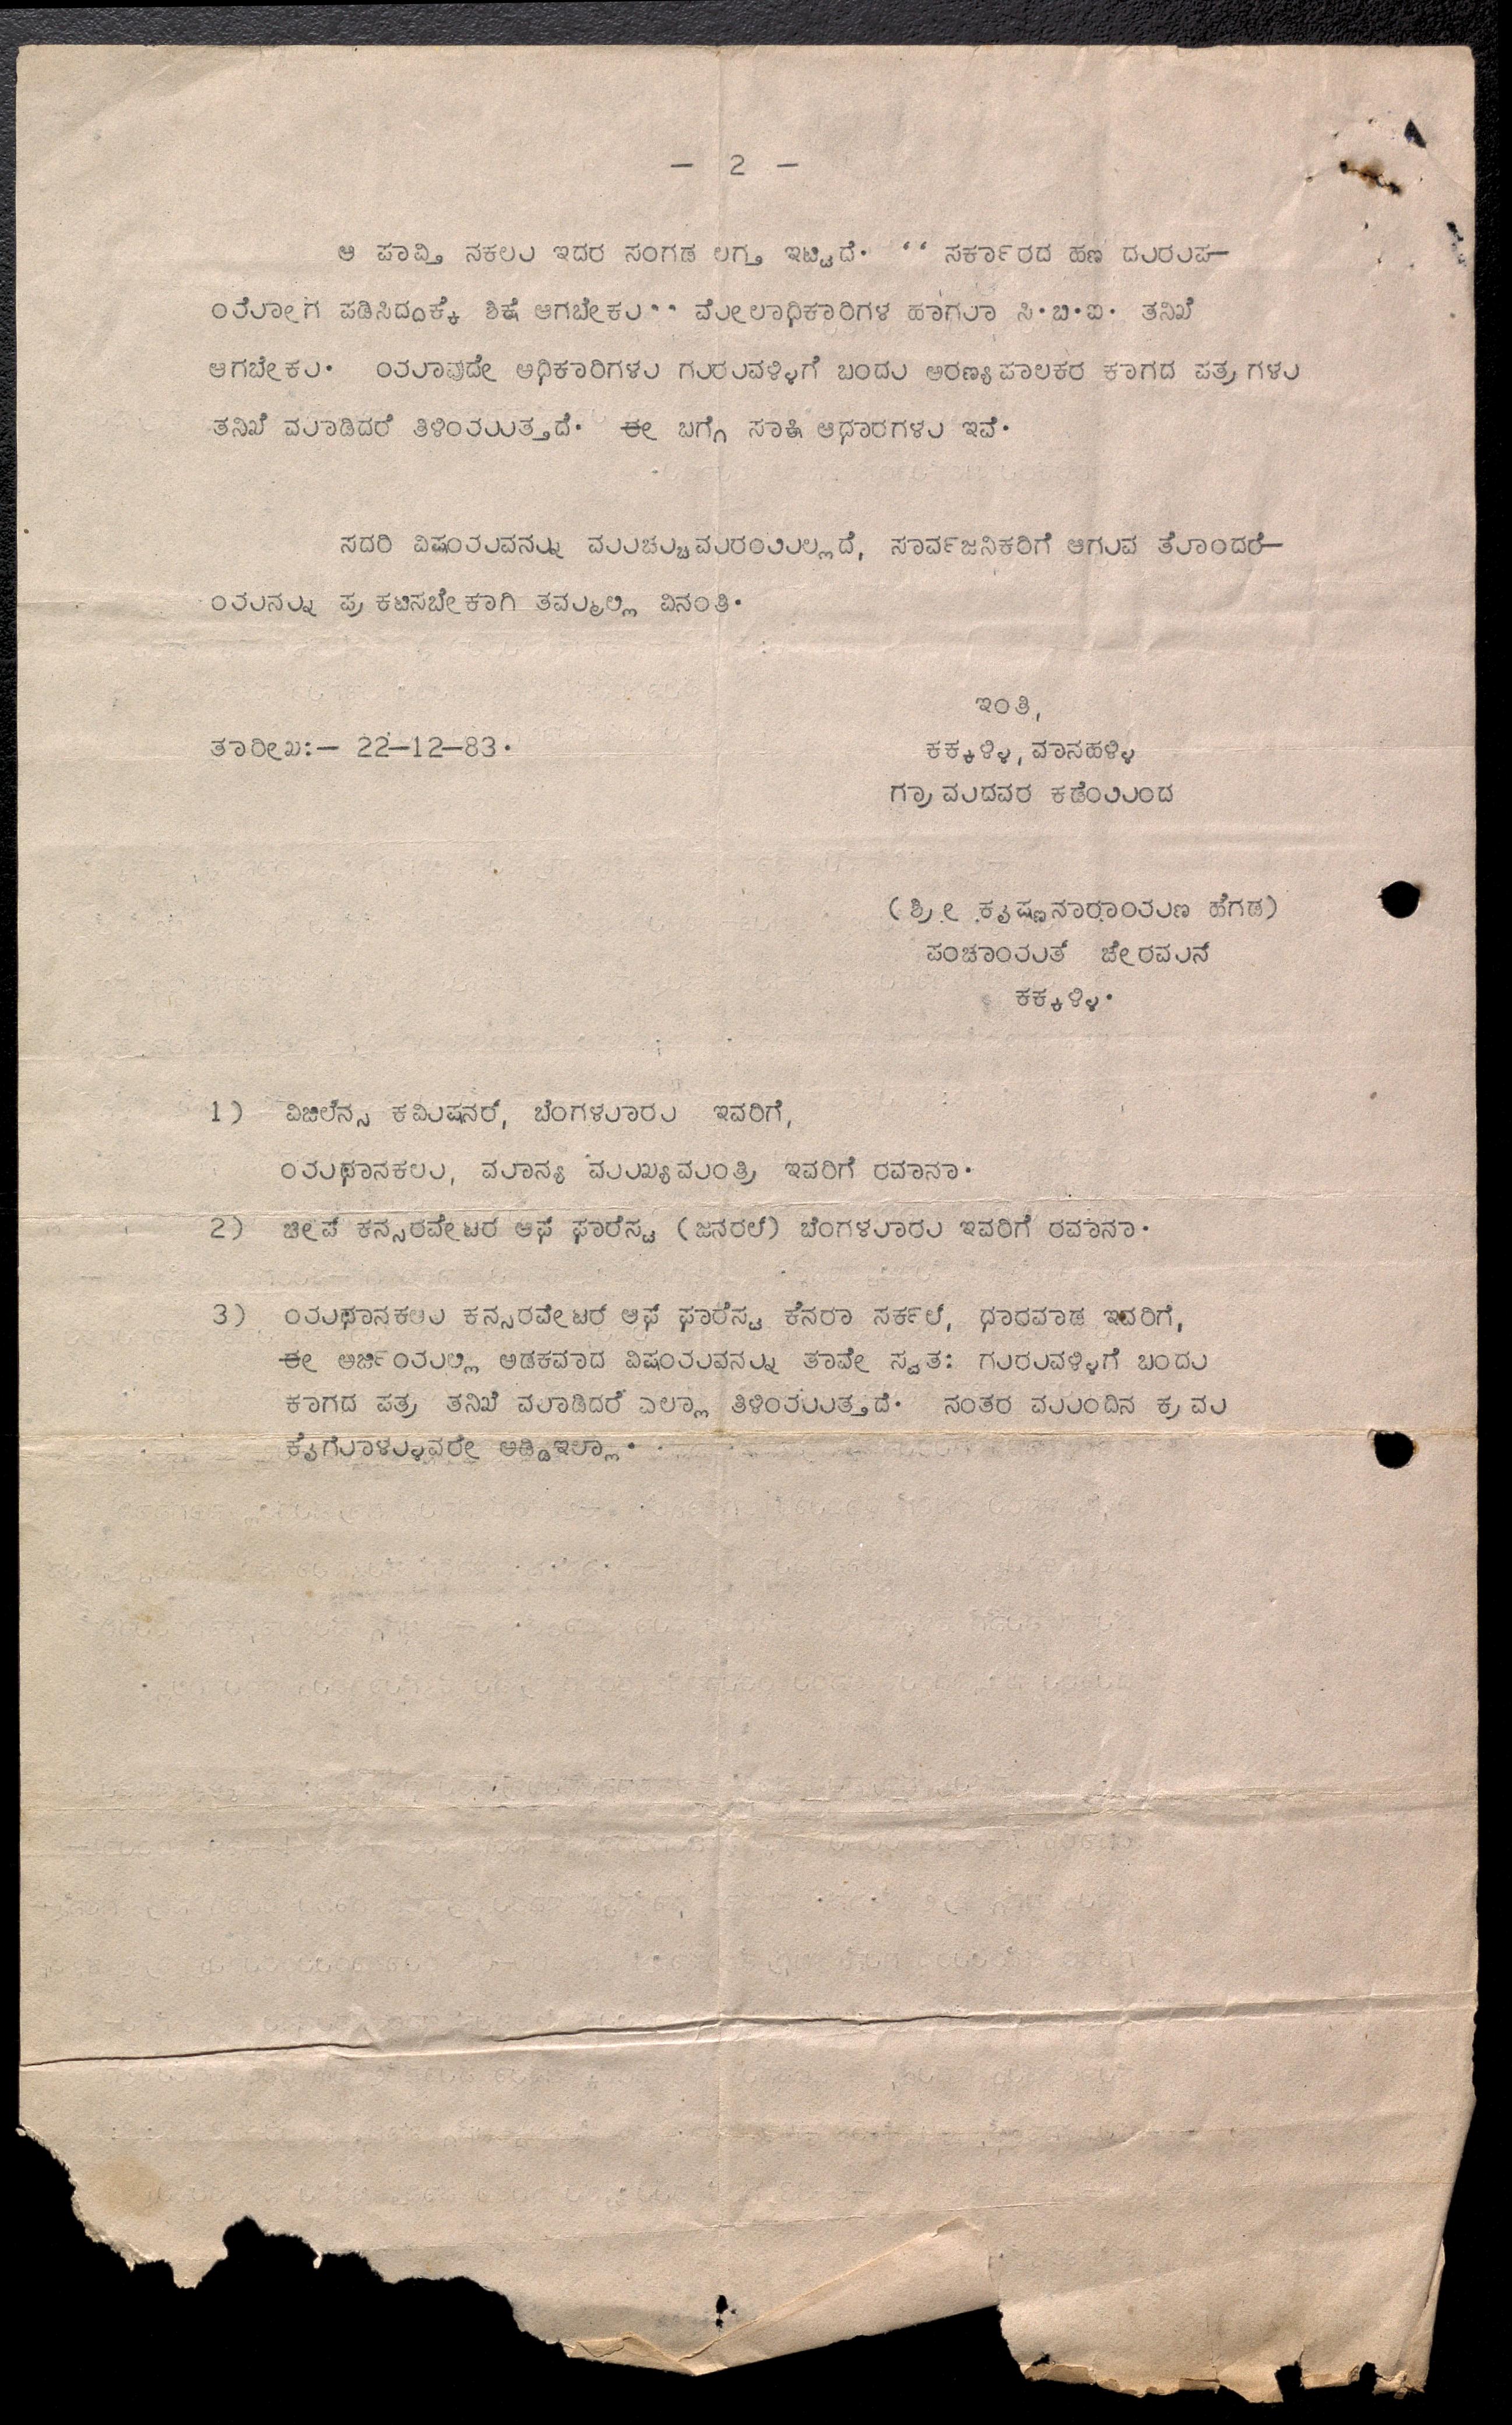 — 2 —
ಆ ಪಾವ್ತಿ ನಕಲು ಇದರ ಸಂಗಡ ಲಗ್ತ ಇಟ್ಟಿದೆ. ‘‘ ಸರ್ಕಾರದ ಹಣ ದುರುಪ—
ಯೋಗ ಪಡಿಸಿದ್ದಕ್ಕೆ ಶಿಕ್ಷೆ ಆಗಬೇಕು'' ಮೇಲಾಧಿಕಾರಿಗಳ ಹಾಗೂ ಸಿ.ಬಿ.ಐ. ತನಿಖೆ
ಆಗಬೇಕು. ಯಾವುದೇ ಅಧಿಕಾರಿಗಳು ಗುರುವಳ್ಳಿಗೆ ಬಂದು ಅರಣ್ಯಪಾಲಕರ ಕಾಗದ ಪತ್ರಗಳು
ತನಿಖೆ ಮಾಡಿದರೆ ತಿಳಿಯುತ್ತದೆ. ಈ ಬಗ್ಗೆ ಸಾಕ್ಷಿ ಆಧಾರಗಳು ಇವೆ.
ಸದರಿ ವಿಷಯವನ್ನು ಮುಚ್ಚುಮರೆಯಿಲ್ಲದೆ, ಸಾರ್ವಜನಿಕರಿಗೆ ಆಗುವ ತೊಂದರೆ—
ಯನ್ನು ಪ್ರಕಟಿಸಬೇಕಾಗಿ ತಮ್ಮಲ್ಲಿ ವಿನಂತಿ.
ಇಂತಿ,
ತಾರೀಖ:— 22—12—83.
ಕಕ್ಕಳ್ಳಿ, ವಾನಹಳ್ಳಿ
ಗ್ರಾಮದವರ ಕಡೆಯಿಂದ
(ಶ್ರೀ ಕೃಷ್ಣನಾರಾಯಣ ಹೆಗಡೆ)
ಪಂಚಾಯತ್ ಚೇರಮನ್
ಕಕ್ಕಳ್ಳಿ.
1) ವಿಜಿಲೆನ್ಸ ಕಮಿಷನರ್, ಬೆಂಗಳೂರು ಇವರಿಗೆ,
ಯಥಾನಕಲು, ಮಾನ್ಯ ಮುಖ್ಯಮಂತ್ರಿ ಇವರಿಗೆ ರವಾನಾ.
2) ಚೀಫ್ ಕನ್ಸರವೇಟರ ಆಫ್ ಫಾರೆಸ್ಟ (ಜನರಲ್) ಬೆಂಗಳೂರು ಇವರಿಗೆ ರವಾನಾ.
3) ಯಥಾನಕಲು ಕನ್ಸರವೇಟರ್ ಆಫ್ ಫಾರೆಸ್ಟ ಕೆನರಾ ಸರ್ಕಲ್, ಧಾರವಾಡ ಇವರಿಗೆ,
ಈ ಅರ್ಜಿಯಲ್ಲಿ ಅಡಕವಾದ ವಿಷಯವನ್ನು ತಾವೇ ಸ್ವತ: ಗುರುವಳ್ಳಿಗೆ ಬಂದು
ಕಾಗದ ಪತ್ರ ತನಿಖೆ ಮಾಡಿದರೆ ಎಲ್ಲಾ ತಿಳಿಯುತ್ತದೆ. ನಂತರ ಮುಂದಿನ ಕ್ರಮ
ಕೈಗೊಳ್ಳುವರೇ ಅಡ್ಡಿಇಲ್ಲಾ.